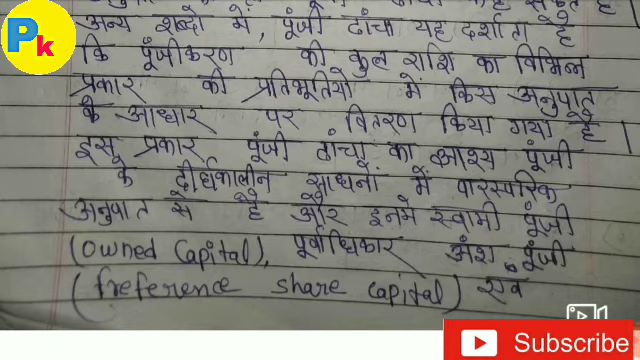 Pk
अन्य शब्दो में, पूंजी ढांचा यह दर्शाता है
कि पूंजीकरण की कुल राशि का विभिन्न
प्रकार की प्रतिभूतियो में किस अनुपात
के आधार पर वितरण किया गया है।
इस प्रकार पूंजी ढांचा का आशय पूंजी
के दीर्घकालीन साधनों में पारस्परिक
अनुपात से है और इनमे स्वामी पूंजी
(owned capital), पूर्वाधिकार अंश पूंजी
(freference share capital) एवं
Subscribe